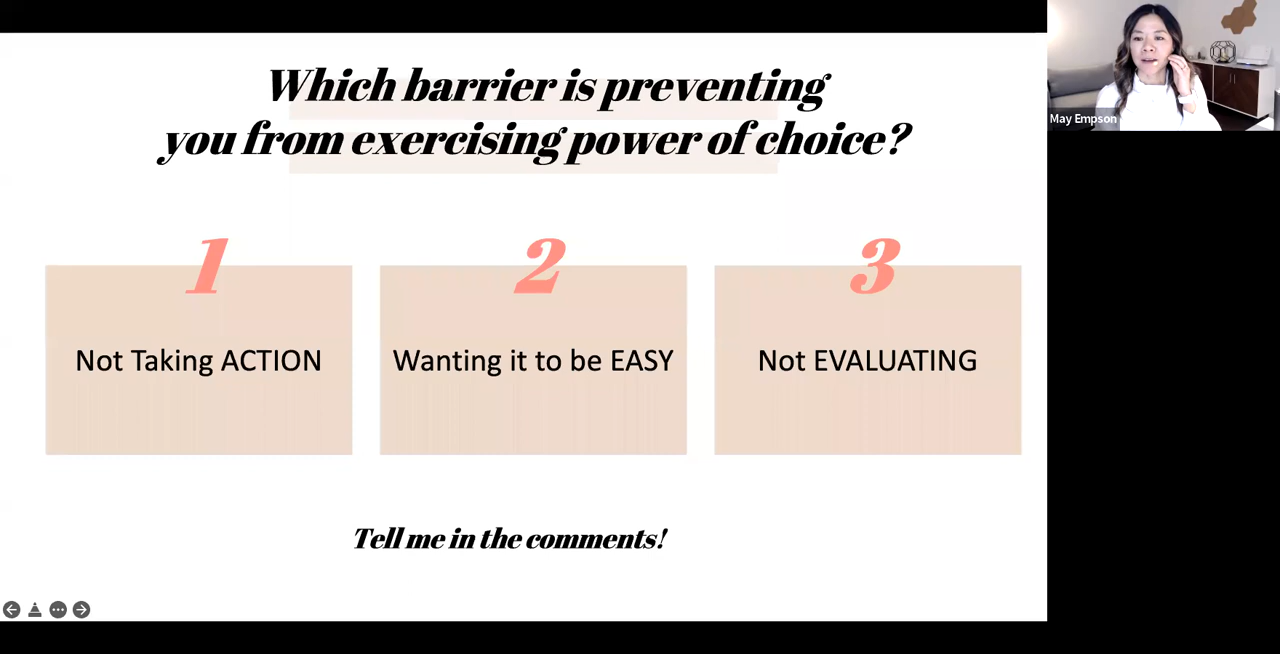 Which barrier is preventing
you from exercising power of choice?
May Empson
1
2
3
Not Taking ACTION
Wanting it to be EASY
Not EVALUATING
Tell me in the comments!